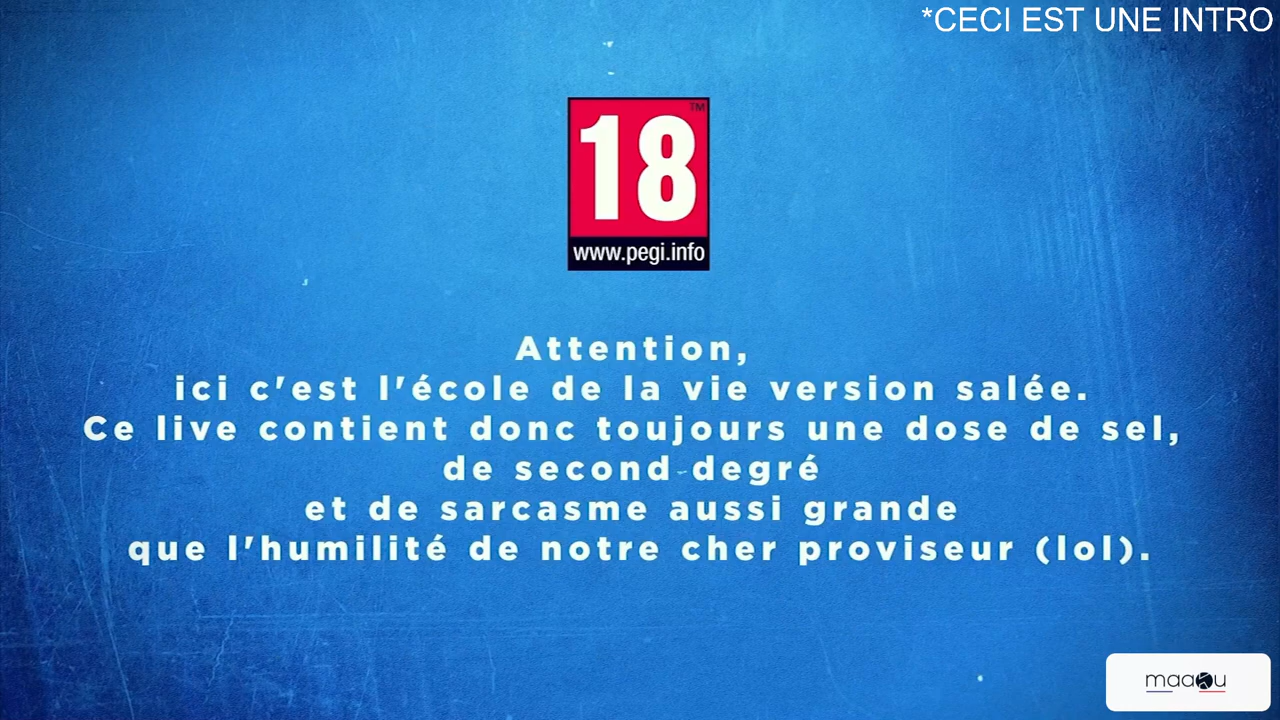 *CECI EST UNE INTRO
TM
18
www.pegi.info
Attention,
ici c'est l'école de la vie version salée.
Ce live contient donc toujours une dose de sel,
de second degré
et de sarcasme aussi grande
que l'humilité de notre cher proviseur (lol).
maaKu